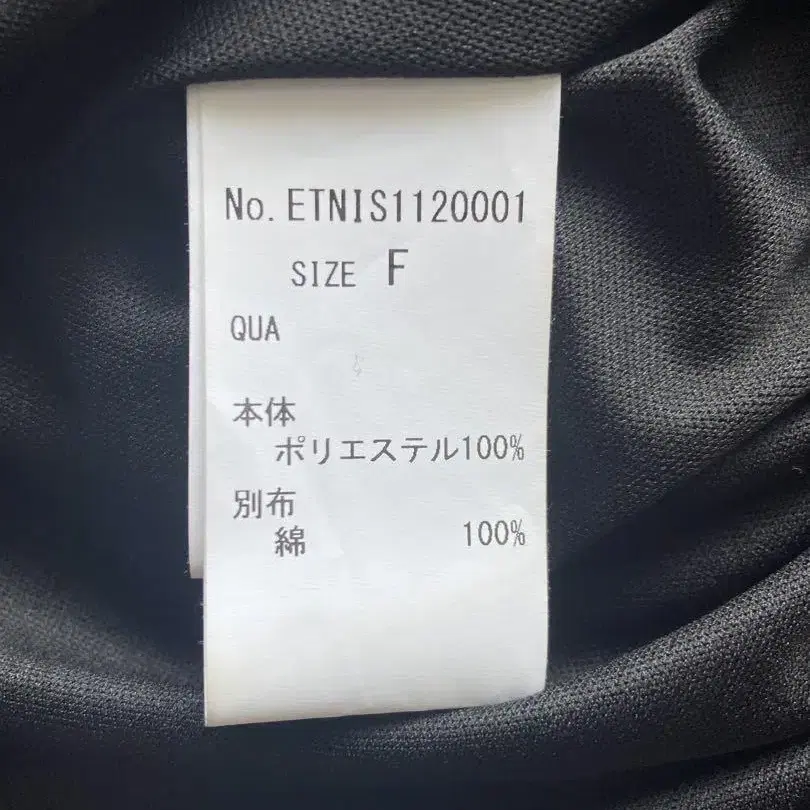 No. ETNIS1120001
SIZE F
QUA
本体
ポリエステル100%
別布
綿 100%